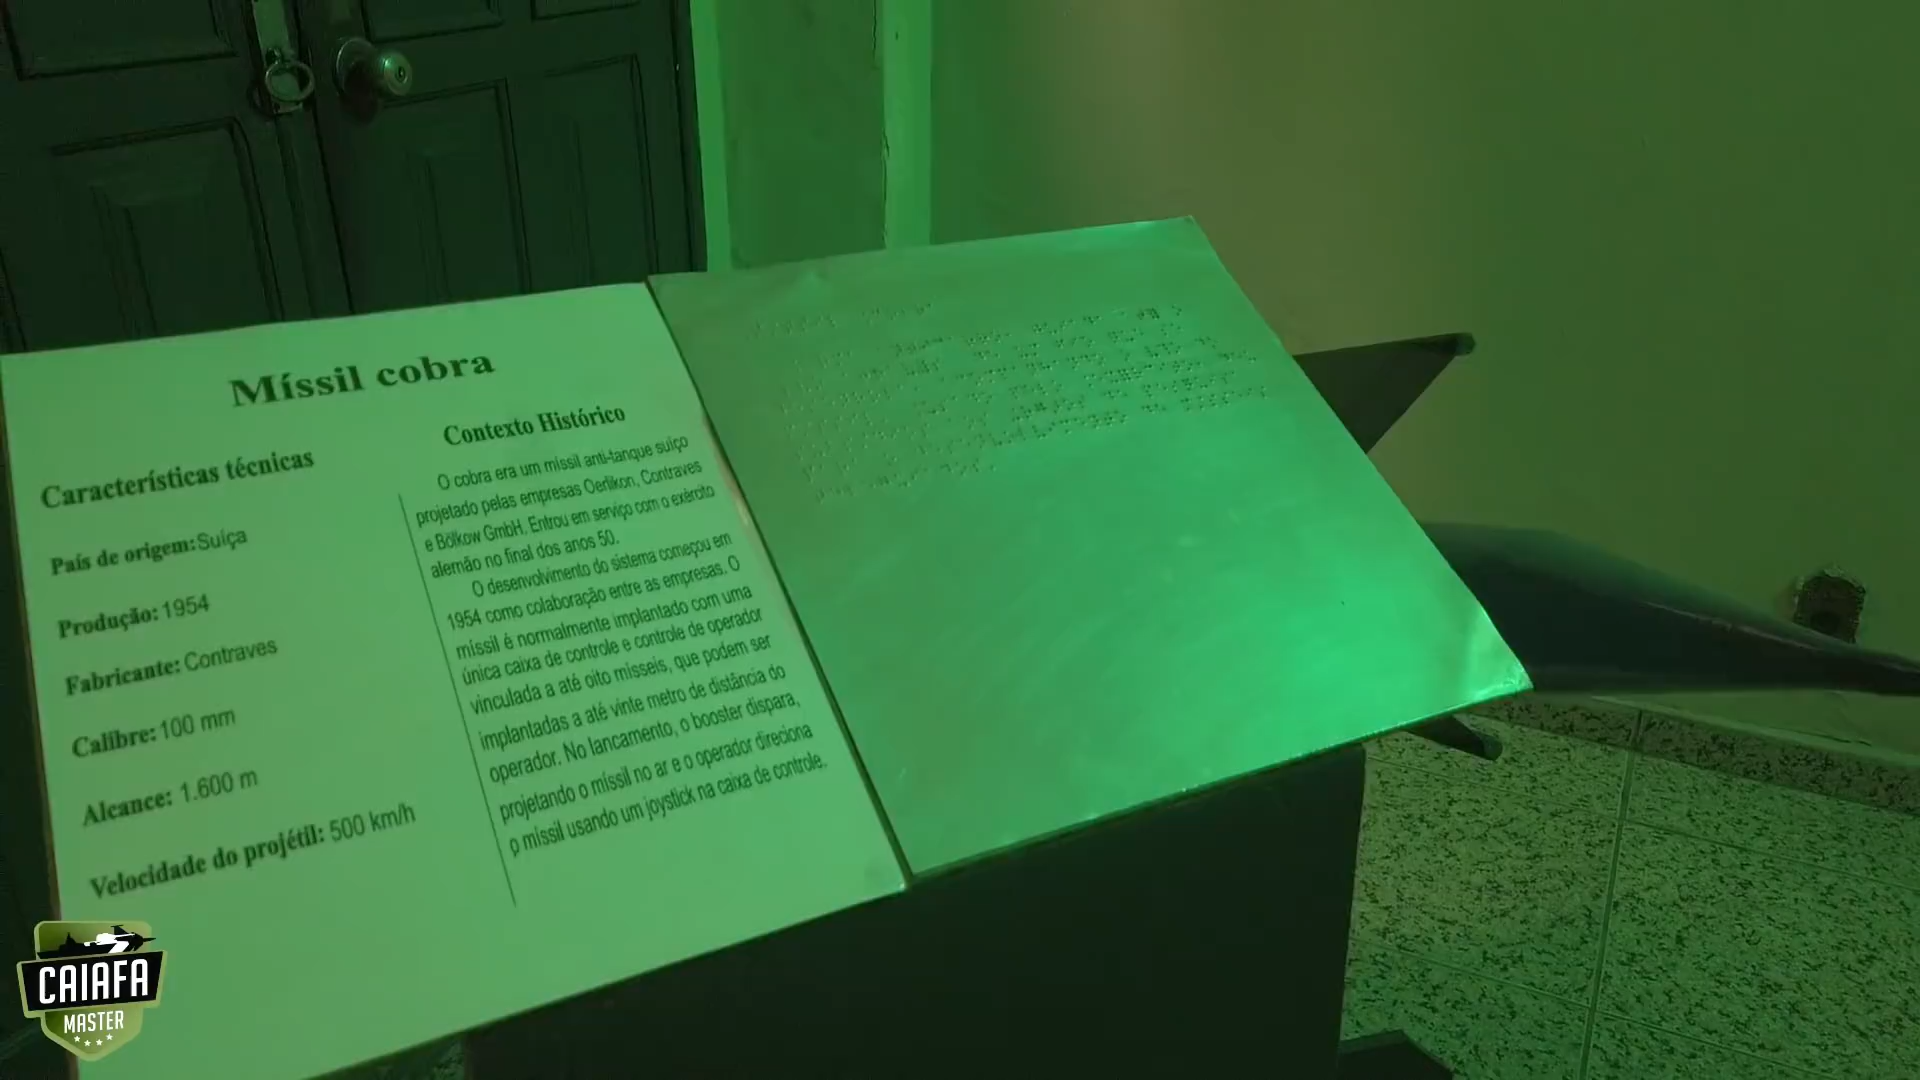 Míssil cobra
Características técnicas
País de origem: Suíça
Produção: 1954
Fabricante: Contraves
Calibre: 100 mm
Alcance: 1.600 m
Velocidade do projétil: 500 km/h
Contexto Histórico
O cobra era um míssil anti-tanque suíço
projetado pelas empresas Oerlikon, Contraves
e Bölkow GmbH. Entrou em serviço com o exército
alemão no final dos anos 50.
O desenvolvimento do sistema começou em
1954 como colaboração entre as empresas. O
míssil é normalmente implantado com uma
única caixa de controle e controle de operador
vinculada a até oito misseis, que podem ser
implantadas a até vinte metro de distância do
operador. No lancamento, o booster dispara,
projetando o míssil no ar e o operador direciona
o míssil usando um joystick na caixa de controle.
CAIAFA
MASTER